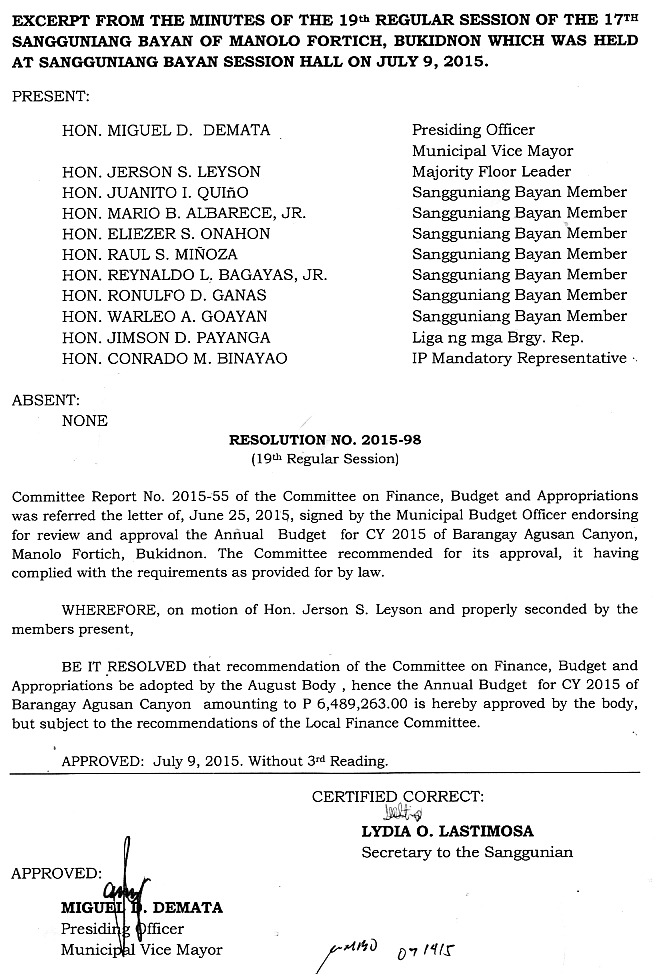 EXCERPT FROM THE MINUTES OF THE 19th REGULAR SESSION OF THE 17TH
SANGGUNIANG BAYAN OF MANOLO FORTICH, BUKIDNON WHICH WAS HELD
AT SANGGUNIANG BAYAN SESSION HALL ON JULY 9, 2015.
PRESENT:
HON. MIGUEL D. DEMATA Presiding Officer
Municipal Vice Mayor
HON. JERSON S. LEYSON Majority Floor Leader
HON. JUANITO I. QUIñO Sangguniang Bayan Member
HON. MARIO B. ALBARECE, JR. Sangguniang Bayan Member
HON. ELIEZER S. ONAHON Sangguniang Bayan Member
HON. RAUL S. MIÑOZA Sangguniang Bayan Member
HON. REYNALDO L. BAGAYAS, JR. Sangguniang Bayan Member
HON. RONULFO D. GANAS Sangguniang Bayan Member
HON. WARLEO A. GOAYAN Sangguniang Bayan Member
HON. JIMSON D. PAYANGA Liga ng mga Brgy. Rep.
HON. CONRADO M. BINAYAO IP Mandatory Representative
ABSENT:
NONE
RESOLUTION NO. 2015-98
(19th Regular Session)
Committee Report No. 2015-55 of the Committee on Finance, Budget and Appropriations
was referred the letter of, June 25, 2015, signed by the Municipal Budget Officer endorsing
for review and approval the Annual Budget for CY 2015 of Barangay Agusan Canyon,
Manolo Fortich, Bukidnon. The Committee recommended for its approval, it having
complied with the requirements as provided for by law.
WHEREFORE, on motion of Hon. Jerson S. Leyson and properly seconded by the
members present,
BE IT RESOLVED that recommendation of the Committee on Finance, Budget and
Appropriations be adopted by the August Body , hence the Annual Budget for CY 2015 of
Barangay Agusan Canyon amounting to P 6,489,263.00 is hereby approved by the body,
but subject to the recommendations of the Local Finance Committee.
APPROVED: July 9, 2015. Without 3rd Reading.
CERTIFIED CORRECT:
LYDIA O. LASTIMOSA
Secretary to the Sanggunian
APPROVED:
MIGUEL D. DEMATA
Presiding Officer
Municipal Vice Mayor